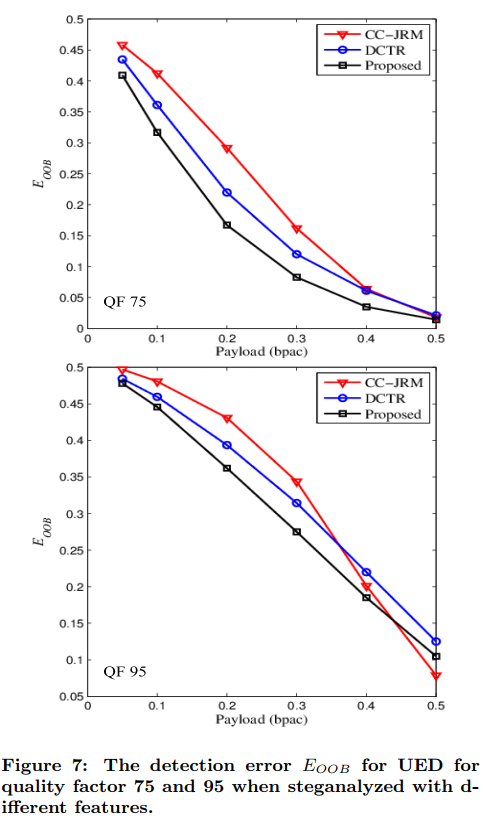 0.5
0.45
0.4
0.35
0.3
0.25
0.2
0.15
0.1
0.05
0
E_OOB
CC−JRM
DCTR
Proposed
QF 75
0 0.1 0.2 0.3 0.4 0.5
Payload (bpac)
0.5
0.45
0.4
0.35
0.3
0.25
0.2
0.15
0.1
0.05
E_OOB
CC−JRM
DCTR
Proposed
QF 95
0 0.1 0.2 0.3 0.4 0.5
Payload (bpac)
Figure 7: The detection error E_OOB for UED for
quality factor 75 and 95 when steganalyzed with d-
ifferent features.